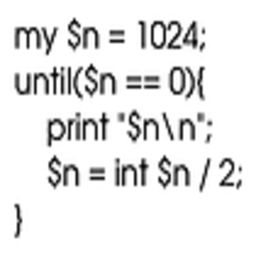 my $n = 1024;
until($n == 0){
    print "$n\n";
    $n = int $n / 2;
}